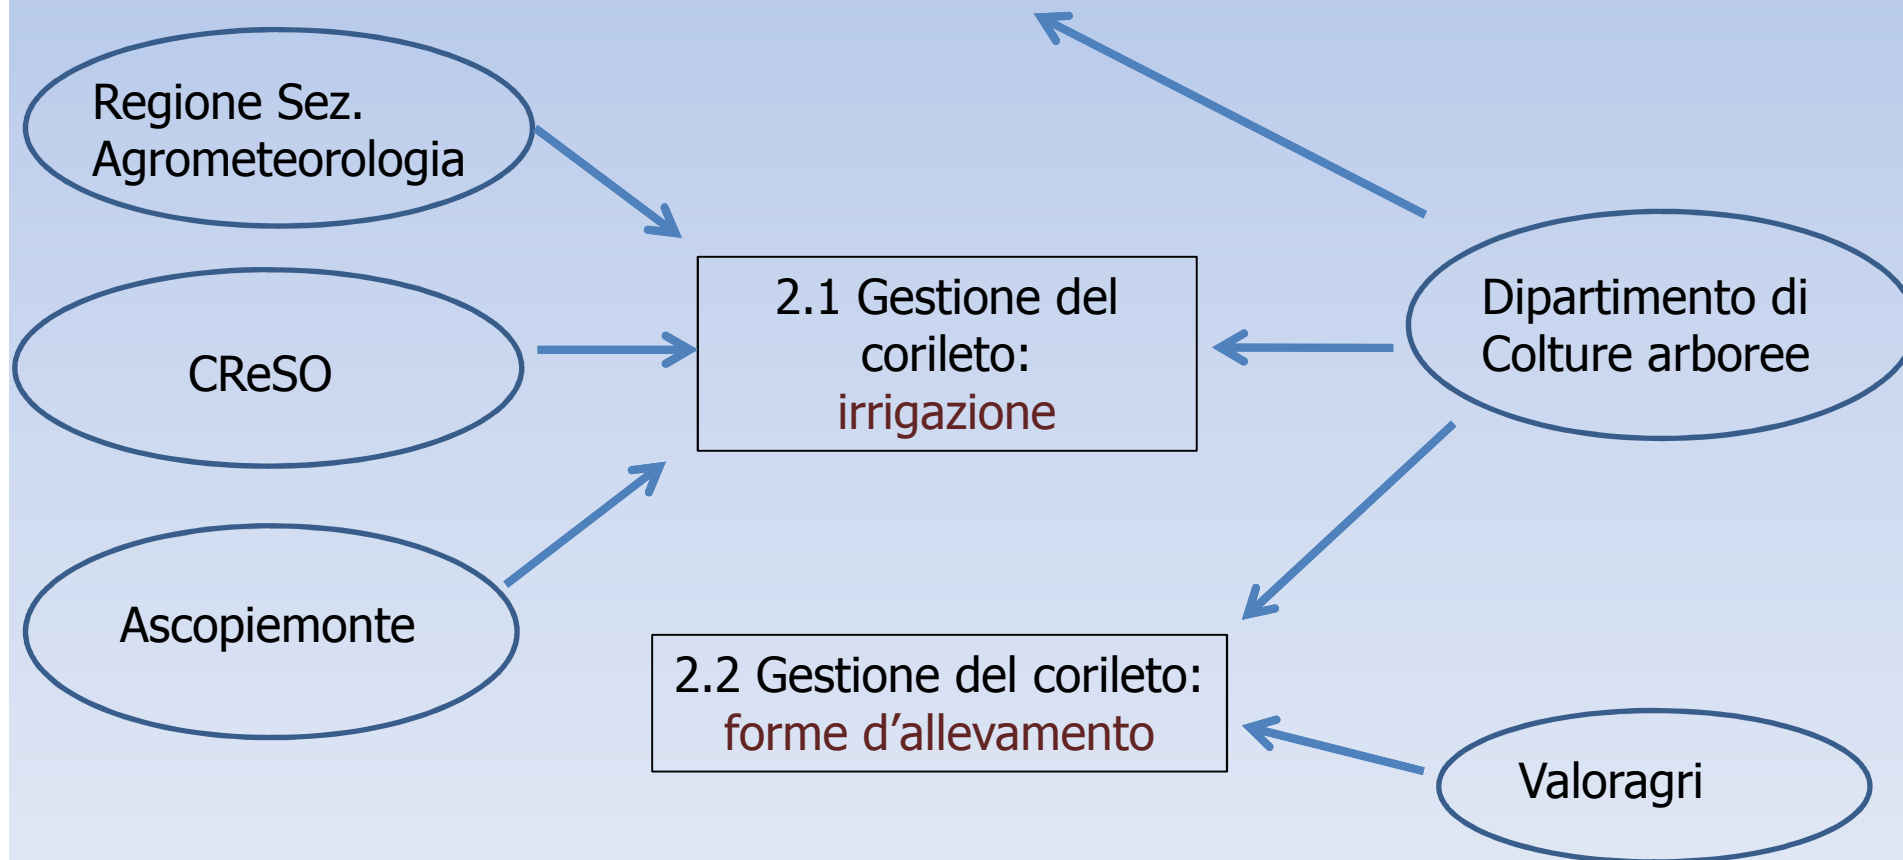 Regione Sez.
Agrometeorologia
CReSO
Ascopiemonte
2.1 Gestione del
corileto:
irrigazione
2.2 Gestione del corileto:
forme d’allevamento
Dipartimento di
Colture arboree
Valoragri